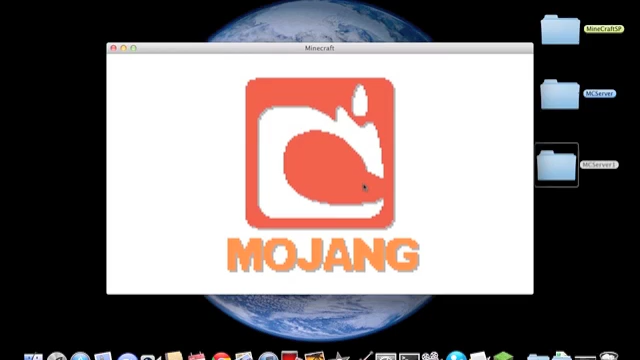 Minecraft
MineCraftSP
MCServer
MCServer1
MOJANG